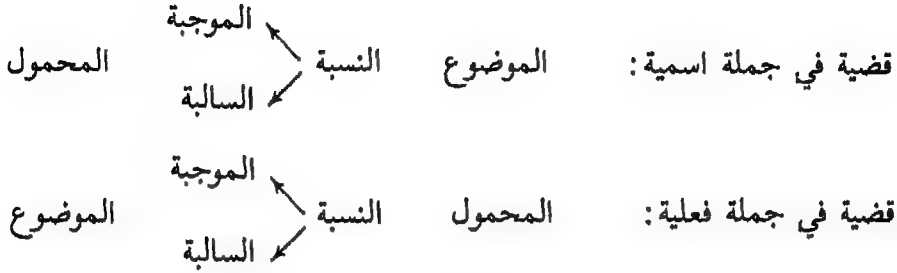 الموجبة
قضية في جملة اسمية: الموضوع النسبة المحمول
السالبة
الموجبة
قضية في جملة فعلية: المحمول النسبة الموضوع
السالبة